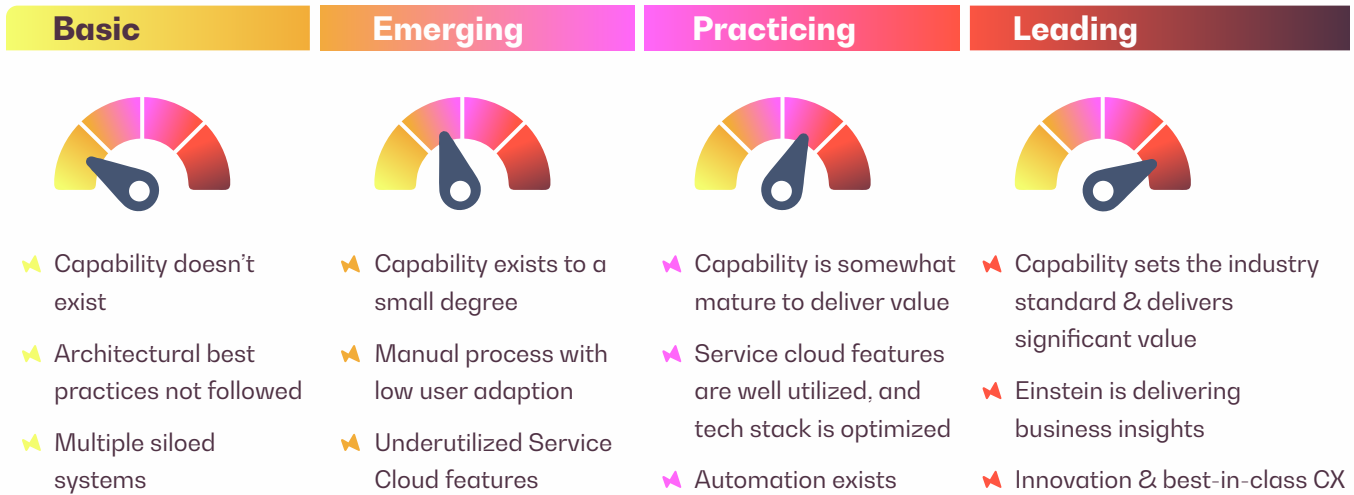 Basic
Emerging
Practicing
Leading
Capability doesn't
exist
Architectural best
practices not followed
Multiple siloed
systems
Capability exists to a
small degree
Manual process with
low user adaption
Underutilized Service
Cloud features
Capability is somewhat
mature to deliver value
Service cloud features
are well utilized, and
tech stack is optimized
Automation exists
Capability sets the industry
standard & delivers
significant value
Einstein is delivering
business insights
Innovation & best-in-class CX